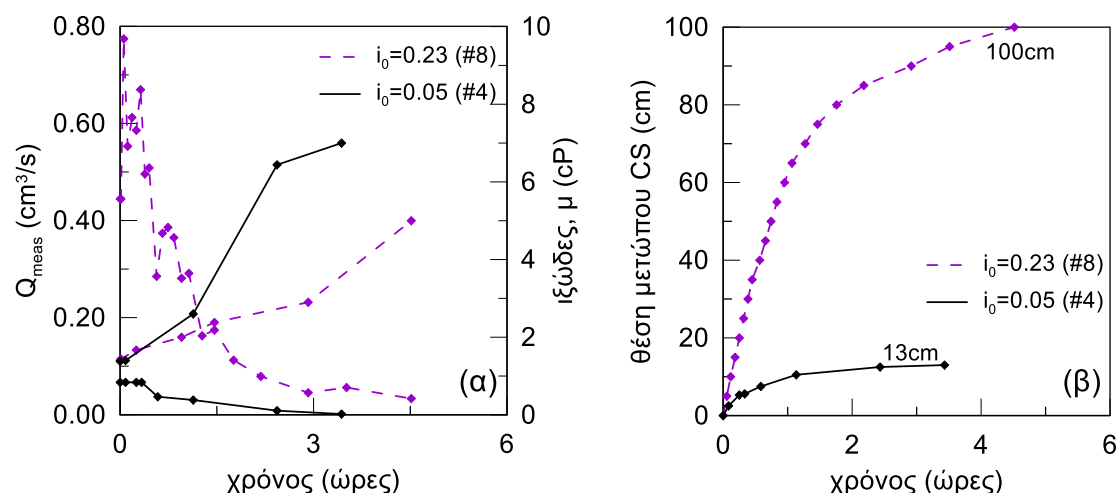 Q_meas (cm³/s)
0.80
0.60
0.40
0.20
0.00
i₀=0.23 (#8)
i₀=0.05 (#4)
10
8
6
4
2
0
ιξώδες, μ (cP)
(α)
0 3 6
χρόνος (ώρες)
θέση μετώπου CS (cm)
100
80
60
40
20
0
100cm
i₀=0.23 (#8)
i₀=0.05 (#4)
13cm
(β)
0 2 4 6
χρόνος (ώρες)